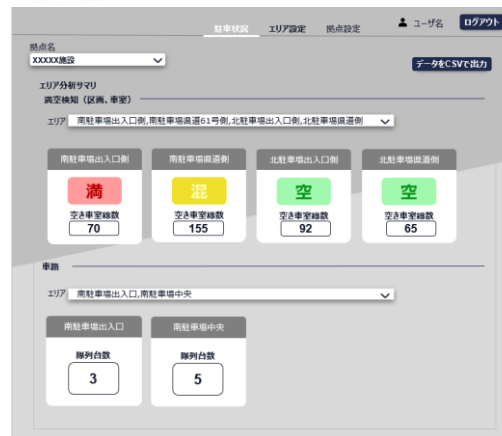 駐車状況 エリア設定 拠点設定 ユーザ名 ログアウト
拠点名
XXXXX施設
データをCSVで出力
エリア分析サマリ
満空検知（区画、車室）
エリア 南駐車場出入口側,南駐車場県道61号側,北駐車場出入口側,北駐車場県道側
南駐車場出入口側 南駐車場県道側 北駐車場出入口側 北駐車場県道側
満 混 空 空
空き車室総数 空き車室総数 空き車室総数 空き車室総数
70 155 92 65
車路
エリア 南駐車場出入口,南駐車場中央
南駐車場出入口 南駐車場中央
隊列台数 隊列台数
3 5